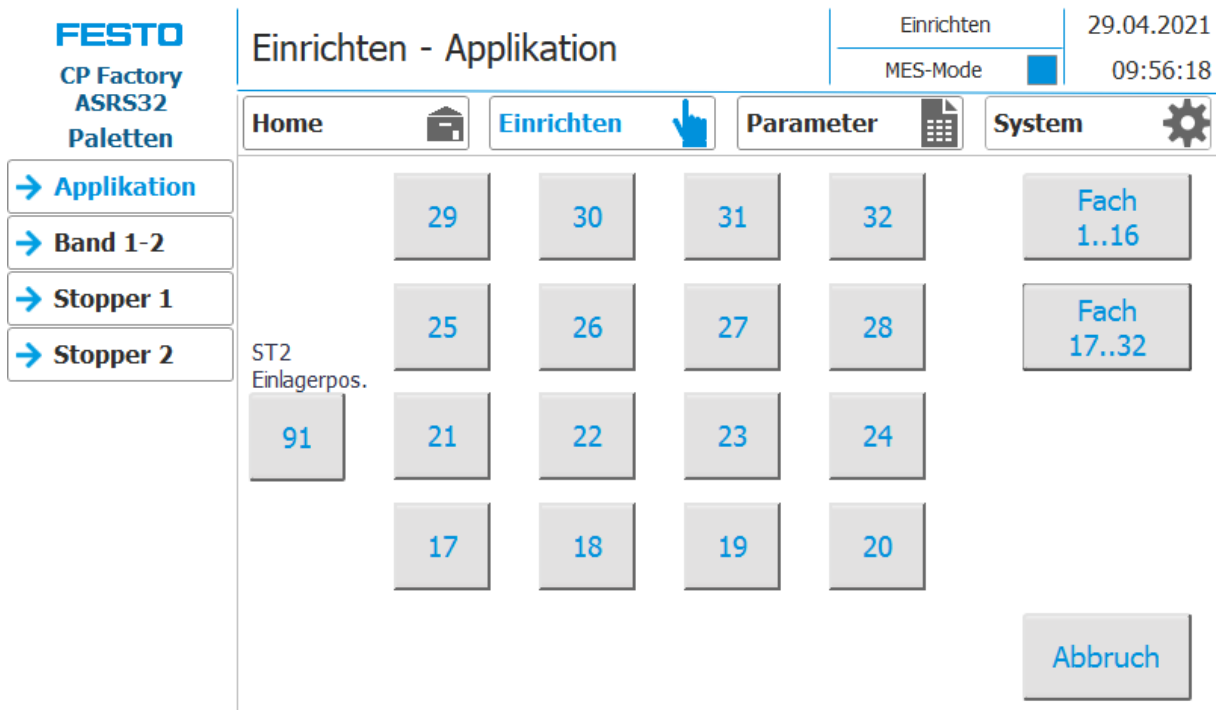 FESTO
CP Factory
ASRS32
Paletten
Einrichten - Applikation
Einrichten
MES-Mode
29.04.2021
09:56:18
Home
Einrichten
Parameter
System
Applikation
Band 1-2
Stopper 1
Stopper 2
29 30 31 32
Fach
1..16
25 26 27 28
Fach
17..32
ST2
Einlagerpos.
91 21 22 23 24
17 18 19 20
Abbruch